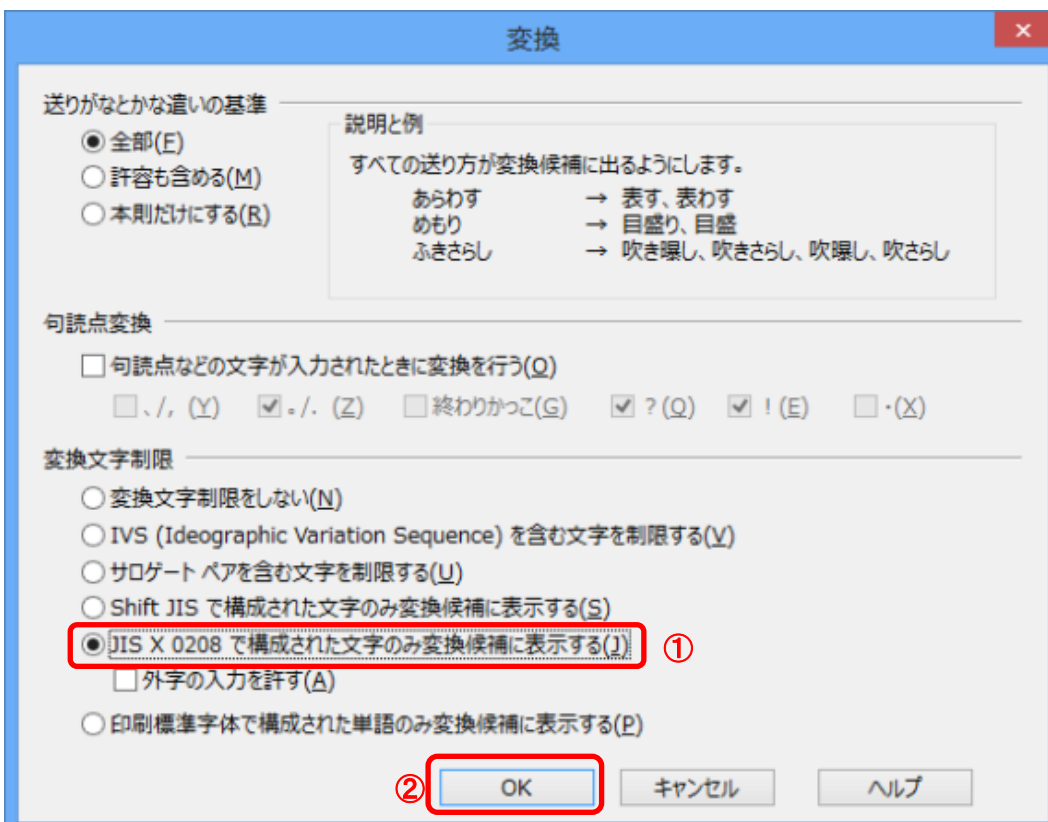 変換
×
送りがなとかな遣いの基準
全部(F)
許容も含める(M)
本則だけにする(R)
説明と例
すべての送り方が変換候補に出るようにします。
あらわす → 表す、表わす
めもり → 目盛り、目盛
ふきさらし → 吹き曝し、吹きさらし、吹曝し、吹さらし
句読点変換
句読点などの文字が入力されたときに変換を行う(O)
、/, (Y) 。/. (Z) 終わりかっこ(G) ? (Q) ! (E) ・(X)
変換文字制限
変換文字制限をしない(N)
IVS (Ideographic Variation Sequence) を含む文字を制限する(V)
サロゲート ペアを含む文字を制限する(U)
Shift JIS で構成された文字のみ変換候補に表示する(S)
JIS X 0208 で構成された文字のみ変換候補に表示する(J) ①
外字の入力を許す(A)
印刷標準字体で構成された単語のみ変換候補に表示する(P)
② OK キャンセル ヘルプ